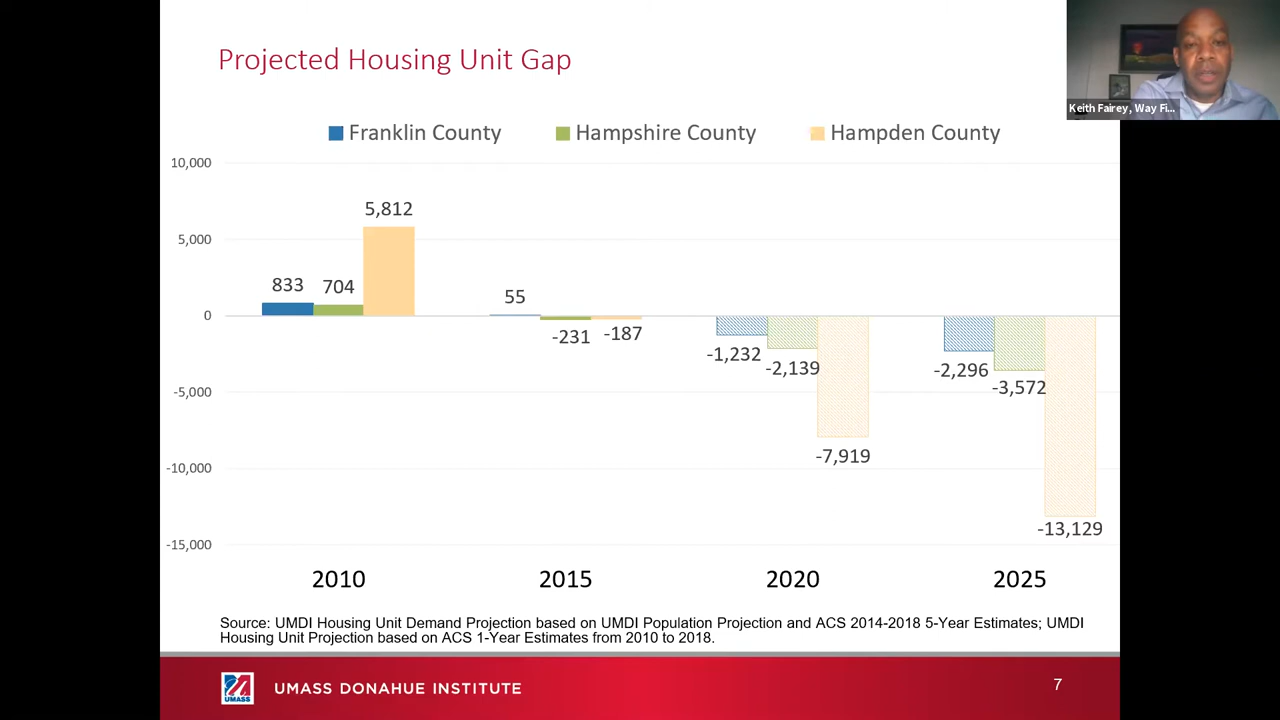 Projected Housing Unit Gap
Keith Fairey, Way Fi...
Franklin County Hampshire County Hampden County
10,000
5,812
5,000
833 704
55
0
-231 -187
-1,232
-2,139
-2,296
-3,572
-5,000
-7,919
-10,000
-13,129
-15,000
2010 2015 2020 2025
Source: UMDI Housing Unit Demand Projection based on UMDI Population Projection and ACS 2014-2018 5-Year Estimates; UMDI
Housing Unit Projection based on ACS 1-Year Estimates from 2010 to 2018.
UMASS
UMASS DONAHUE INSTITUTE
7